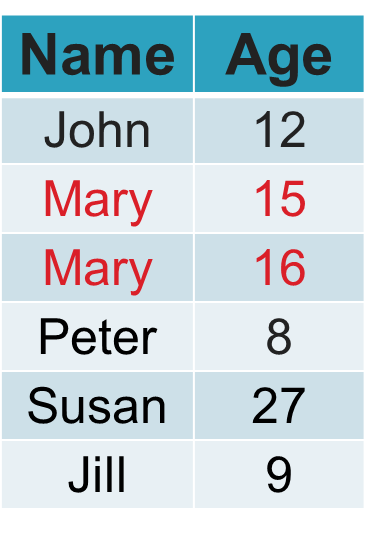 Name Age
John 12
Mary 15
Mary 16
Peter 8
Susan 27
Jill 9